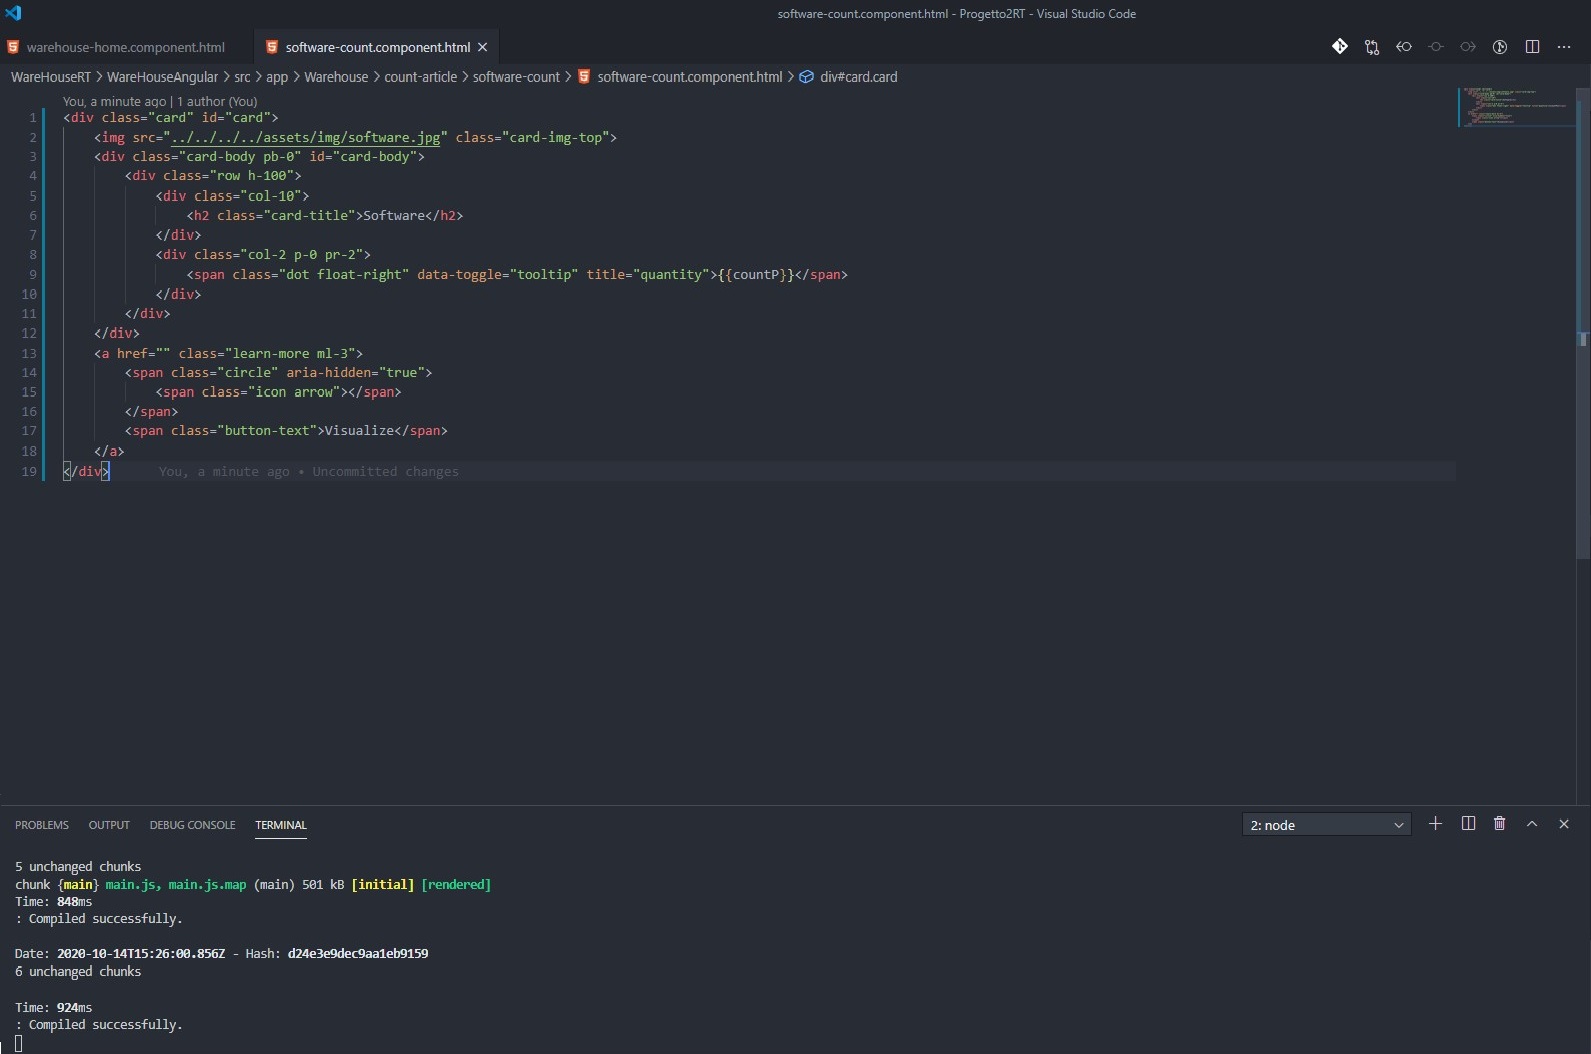 software-count.component.html - Progetto2RT - Visual Studio Code
warehouse-home.component.html
software-count.component.html
WareHouseRT > WareHouseAngular > src > app > Warehouse > count-article > software-count > software-count.component.html > div#card.card
You, a minute ago | 1 author (You)
1 <div class="card" id="card">
2 <img src="../../../../assets/img/software.jpg" class="card-img-top">
3 <div class="card-body pb-0" id="card-body">
4 <div class="row h-100">
5 <div class="col-10">
6 <h2 class="card-title">Software</h2>
7 </div>
8 <div class="col-2 p-0 pr-2">
9 <span class="dot float-right" data-toggle="tooltip" title="quantity">{{countP}}</span>
10 </div>
11 </div>
12 </div>
13 <a href="" class="learn-more ml-3">
14 <span class="circle" aria-hidden="true">
15 <span class="icon arrow"></span>
16 </span>
17 <span class="button-text">Visualize</span>
18 </a>
19 </div> You, a minute ago • Uncommitted changes
PROBLEMS OUTPUT DEBUG CONSOLE TERMINAL
2: node
5 unchanged chunks
chunk {main} main.js, main.js.map (main) 501 kB [initial] [rendered]
Time: 848ms
: Compiled successfully.
Date: 2020-10-14T15:26:00.856Z - Hash: d24e3e9dec9aa1eb9159
6 unchanged chunks
Time: 924ms
: Compiled successfully.